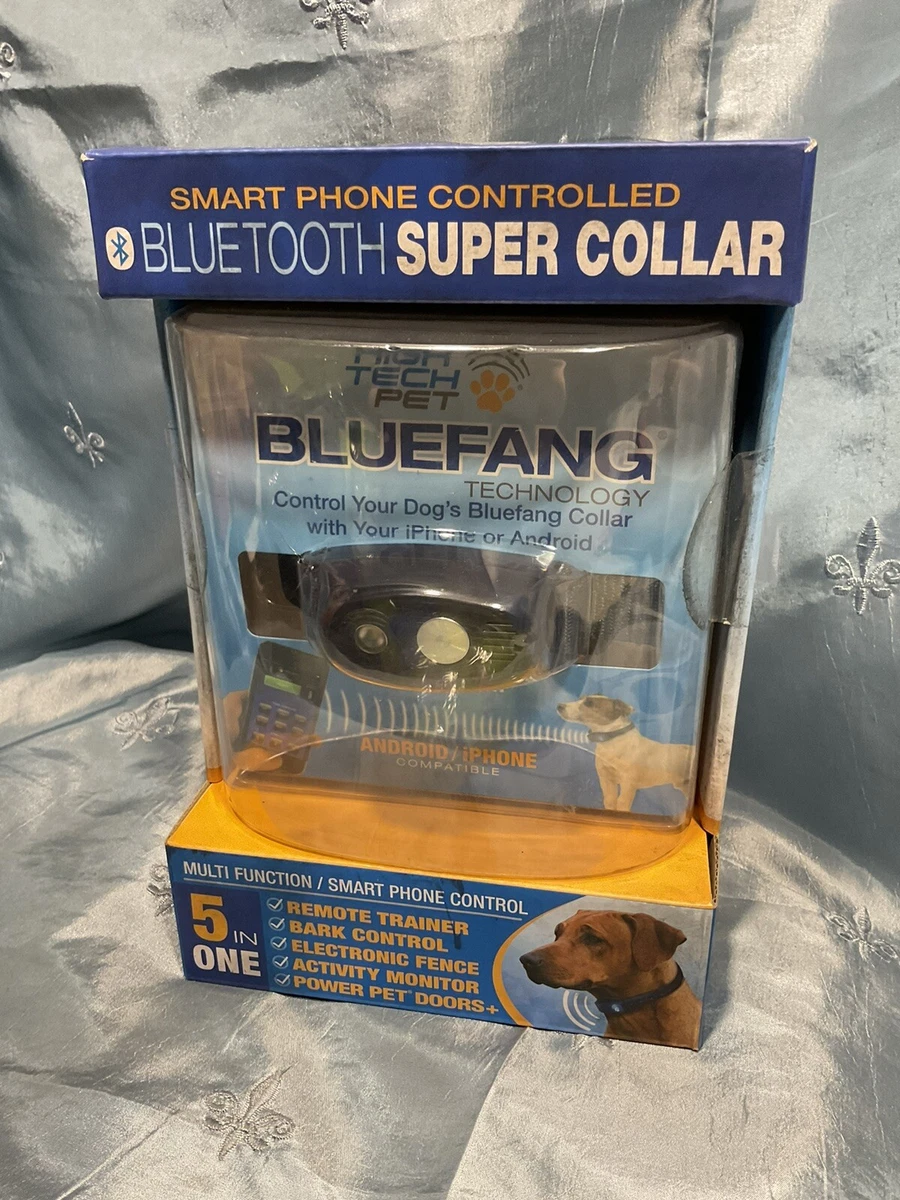 SMART PHONE CONTROLLED
BLUETOOTH SUPER COLLAR
HIGH
TECH
PET
BLUEFANG®
TECHNOLOGY
Control Your Dog's Bluefang Collar
with Your iPhone or Android
ANDROID / iPHONE
COMPATIBLE
MULTI FUNCTION / SMART PHONE CONTROL
5 IN
ONE
REMOTE TRAINER
BARK CONTROL
ELECTRONIC FENCE
ACTIVITY MONITOR
POWER PET® DOORS+